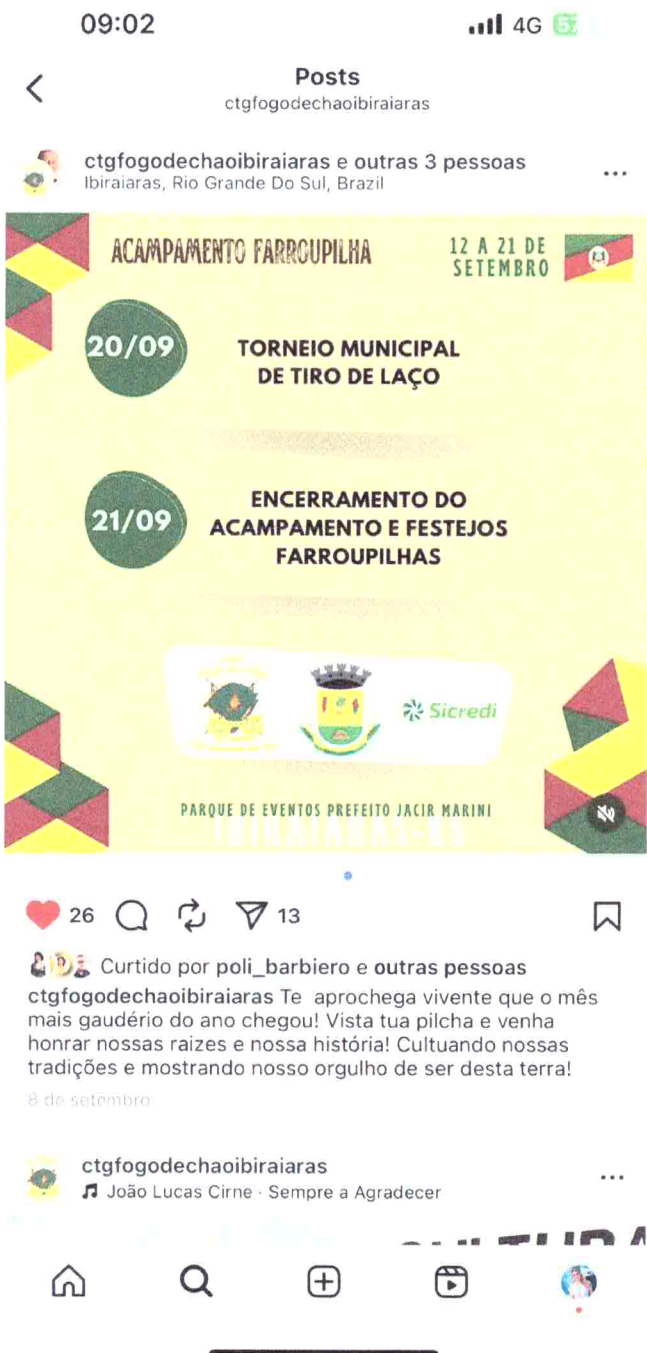 09:02
4G
Posts
ctgfogodechaoibiraiaras
ctgfogodechaoibiraiaras e outras 3 pessoas
Ibiraiaras, Rio Grande Do Sul, Brazil
ACAMPAMENTO FARROUPILHA
12 A 21 DE
SETEMBRO
20/09
TORNEIO MUNICIPAL
DE TIRO DE LAÇO
21/09
ENCERRAMENTO DO
ACAMPAMENTO E FESTEJOS
FARROUPILHAS
Sicredi
PARQUE DE EVENTOS PREFEITO JACIR MARINI
26
13
Curtido por poli_barbiero e outras pessoas
ctgfogodechaoibiraiaras Te aprochega vivente que o mês
mais gaudério do ano chegou! Vista tua pilcha e venha
honrar nossas raizes e nossa história! Cultuando nossas
tradições e mostrando nosso orgulho de ser desta terra!
8 de setembro
ctgfogodechaoibiraiaras
João Lucas Cirne · Sempre a Agradecer